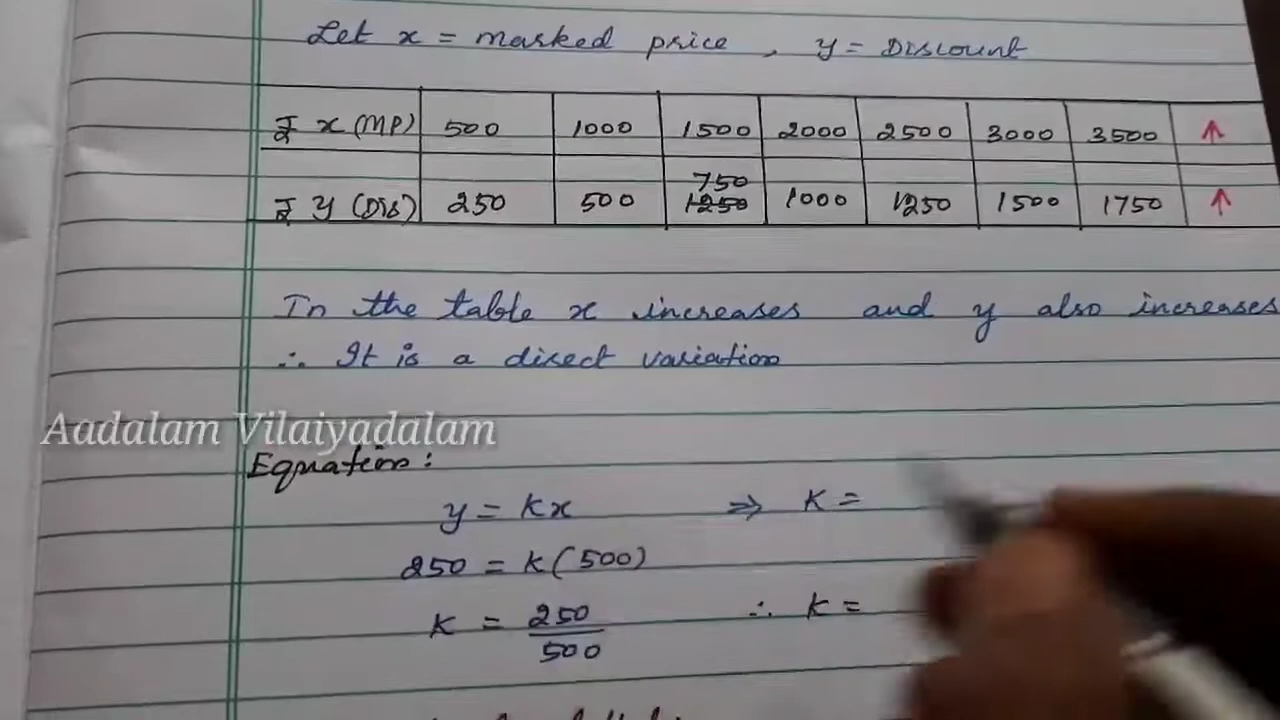 Let x = marked price , y = Discount
₹ x (MP) 500 1000 1500 2000 2500 3000 3500 ↑
750
₹ y (Dis) 250 500 1250 1000 1250 1500 1750 ↑
In the table x increases and y also increases
∴ It is a direct variation
Aadalam Vilaiyadalam
Equation :
y = kx ⇒ K =
250 = K (500)
K = 250/500 ∴ K =